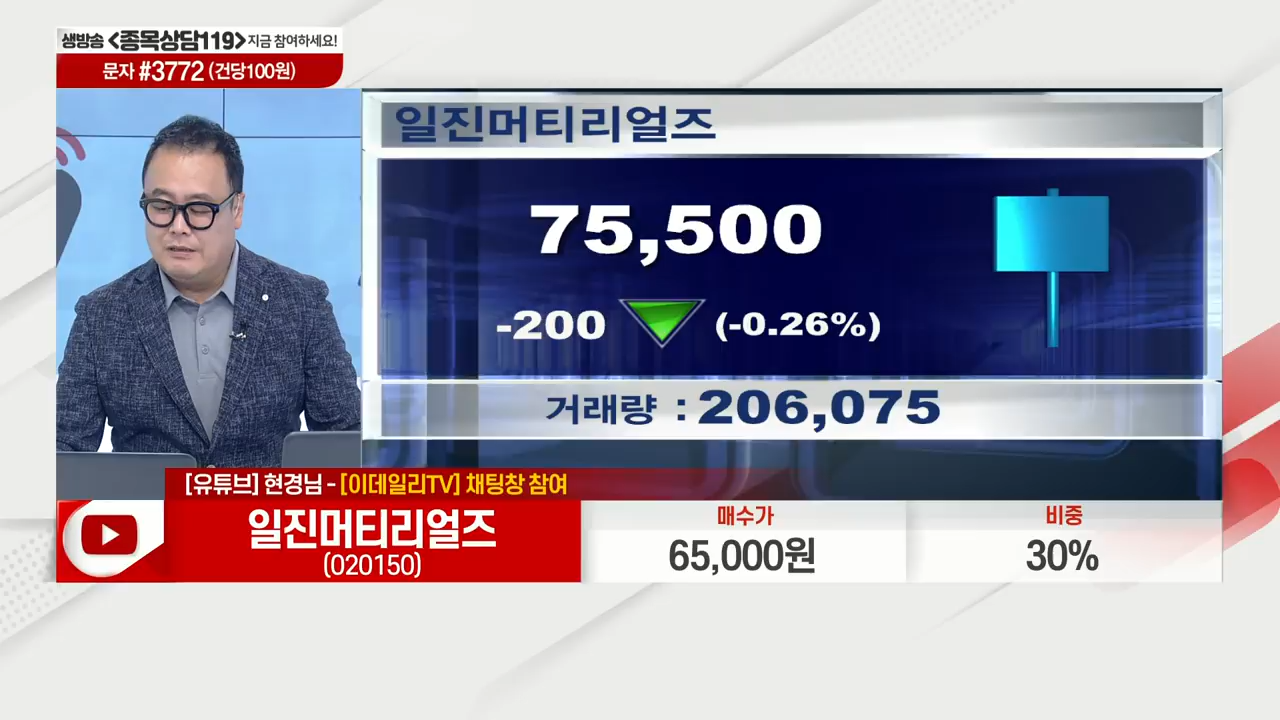 생방송 <종목상담119> 지금 참여하세요!
문자 #3772 (건당100원)
일진머티리얼즈
75,500
-200 (-0.26%)
거래량 : 206,075
[유튜브] 현경님 - [이데일리TV] 채팅창 참여
일진머티리얼즈
(020150)
매수가
65,000원
비중
30%